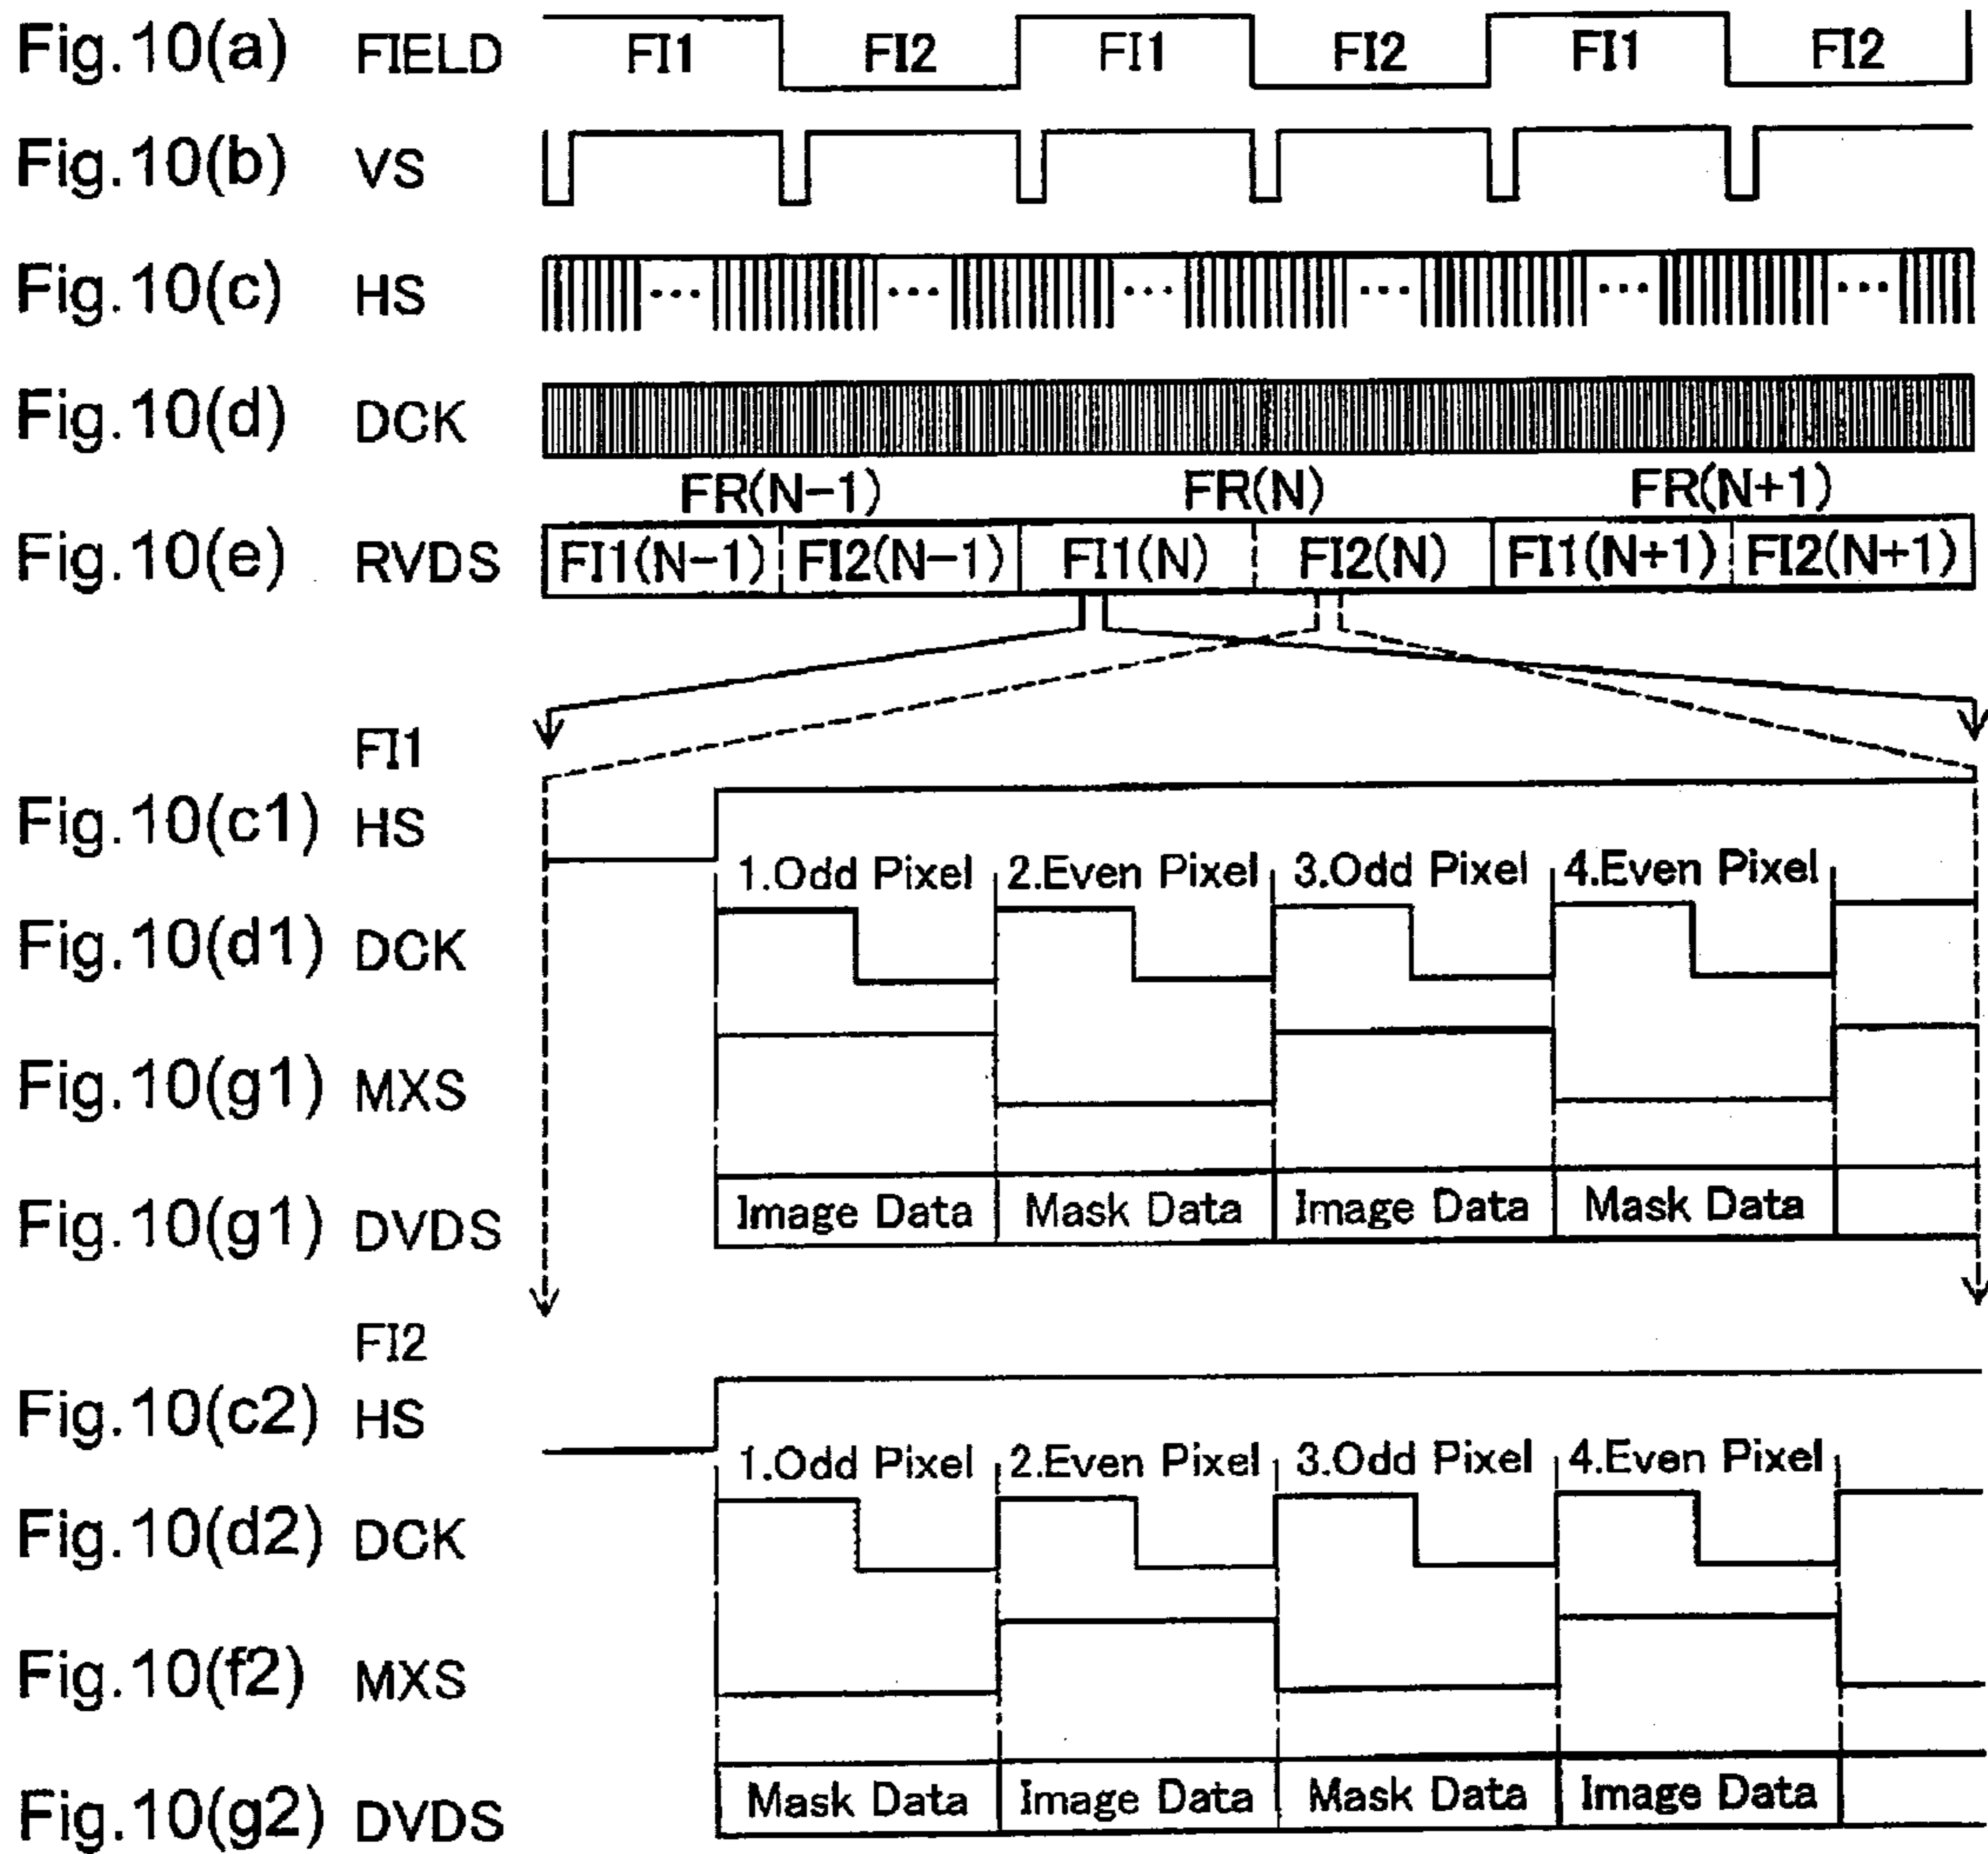 Fig.10(a) FIELD FI1 FI2 FI1 FI2 FI1 FI2
Fig.10(b) VS
Fig.10(c) HS ... ... ... ... ... ...
Fig.10(d) DCK
FR(N-1) FR(N) FR(N+1)
Fig.10(e) RVDS FI1(N-1) FI2(N-1) FI1(N) FI2(N) FI1(N+1) FI2(N+1)
FI1
Fig.10(c1) HS
1.Odd Pixel 2.Even Pixel 3.Odd Pixel 4.Even Pixel
Fig.10(d1) DCK
Fig.10(g1) MXS
Fig.10(g1) DVDS Image Data Mask Data Image Data Mask Data
FI2
Fig.10(c2) HS
1.Odd Pixel 2.Even Pixel 3.Odd Pixel 4.Even Pixel
Fig.10(d2) DCK
Fig.10(f2) MXS
Fig.10(g2) DVDS Mask Data Image Data Mask Data Image Data